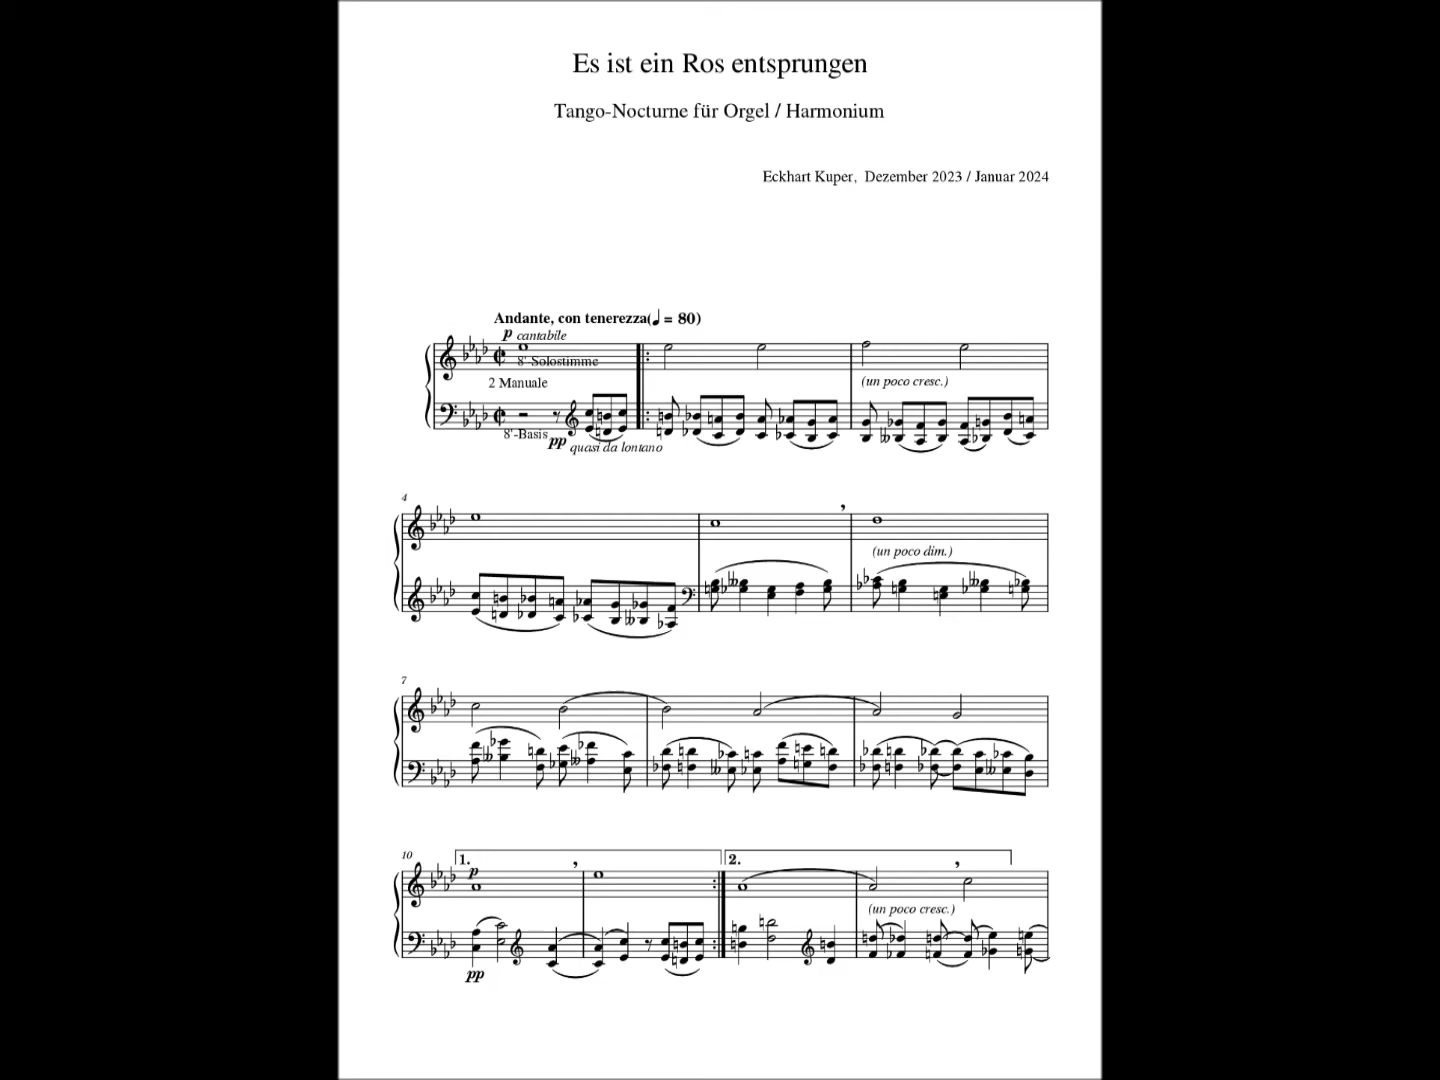 Es ist ein Ros entsprungen
Tango-Nocturne für Orgel / Harmonium
Eckhart Kuper,  Dezember 2023 / Januar 2024
Andante, con tenerezza(♩ = 80)
p cantabile
8' Solostimme
2 Manuale
(un poco cresc.)
8'-Basis
pp quasi da lontano
4
(un poco dim.)
7
10
1.
2.
p
(un poco cresc.)
pp